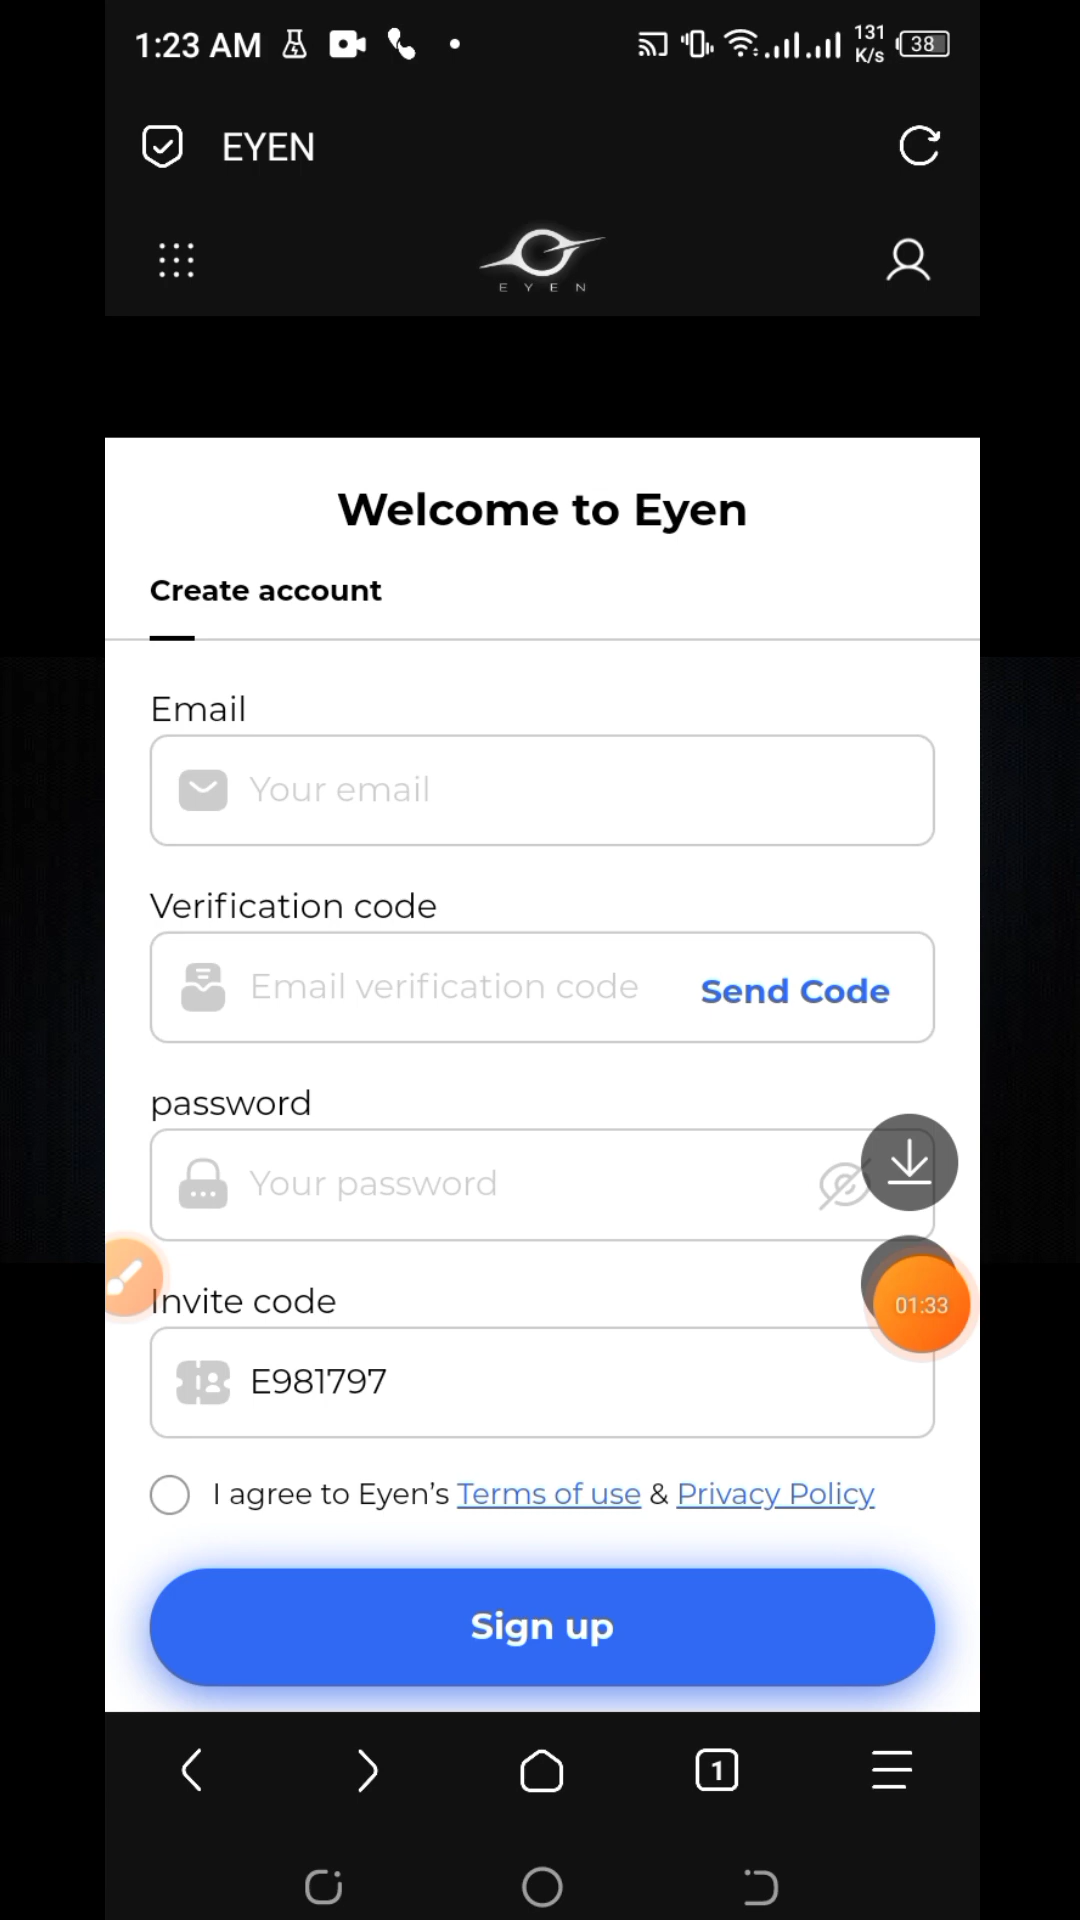 1:23 AM
131
K/s
38
EYEN
EYEN
Welcome to Eyen
Create account
Email
Your email
Verification code
Email verification code
Send Code
password
Your password
Invite code
01:33
E981797
I agree to Eyen's Terms of use & Privacy Policy
Sign up
1